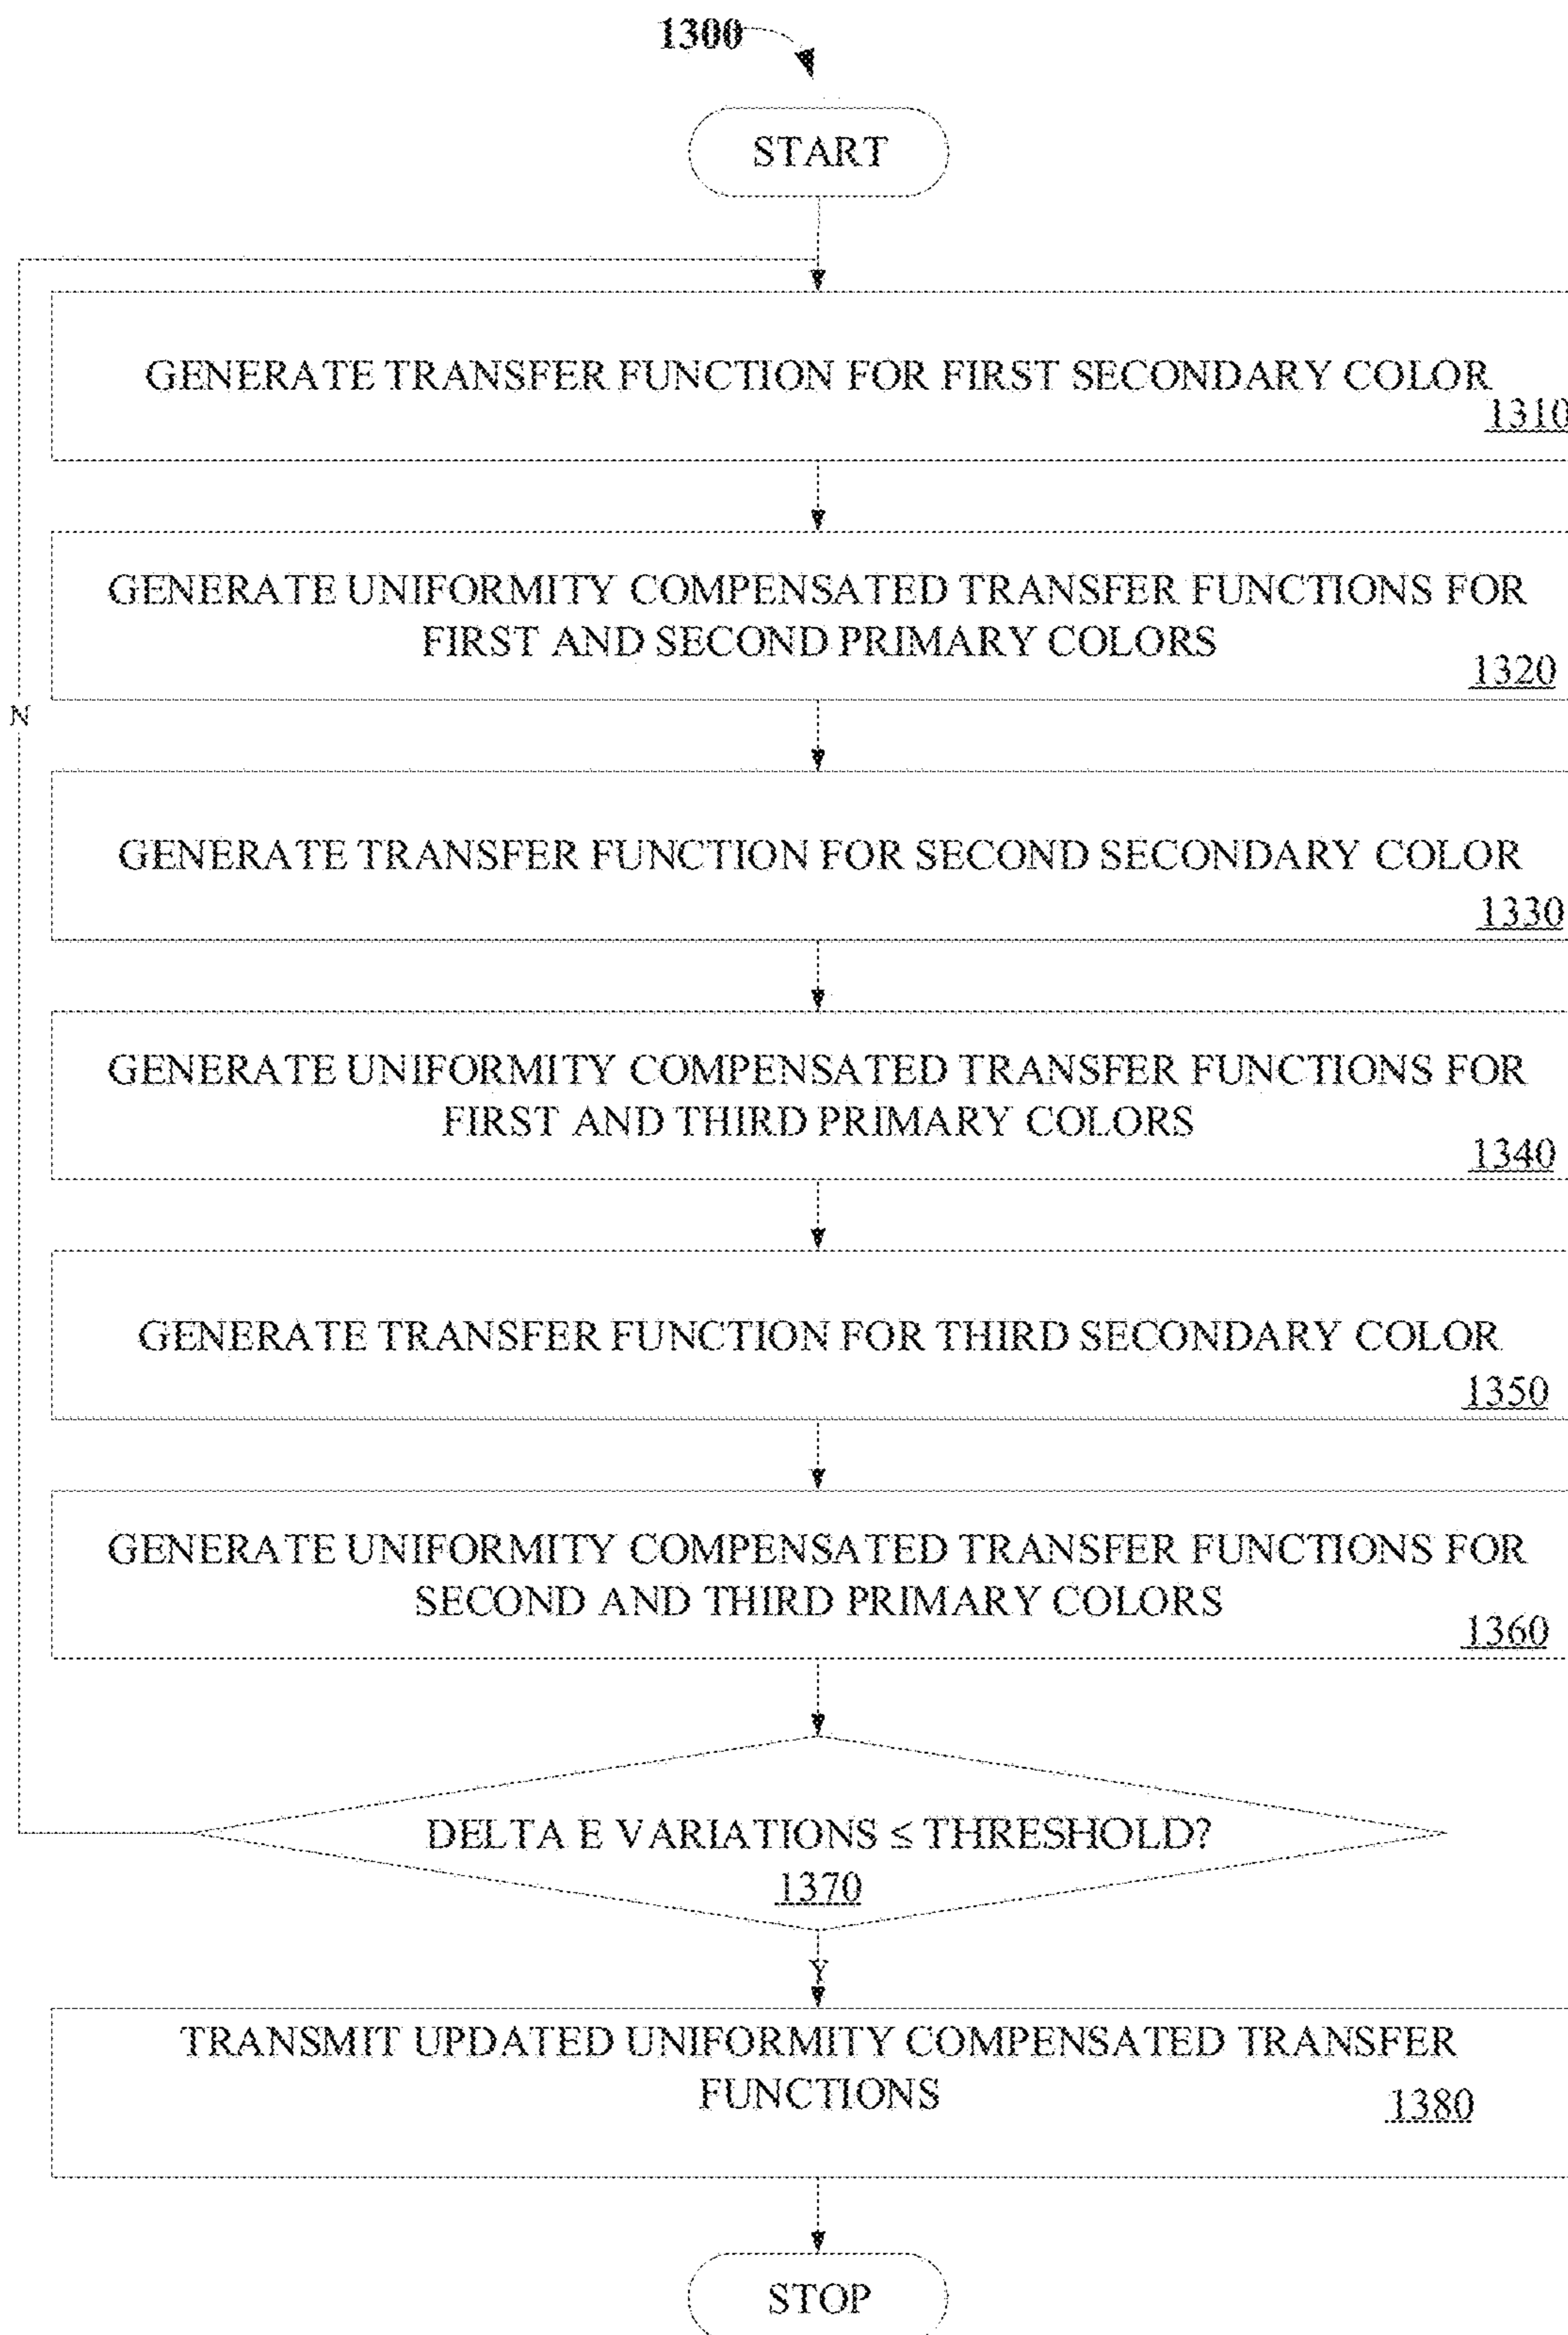 1300
START
GENERATE TRANSFER FUNCTION FOR FIRST SECONDARY COLOR
1310
GENERATE UNIFORMITY COMPENSATED TRANSFER FUNCTIONS FOR
FIRST AND SECOND PRIMARY COLORS
1320
N
GENERATE TRANSFER FUNCTION FOR SECOND SECONDARY COLOR
1330
GENERATE UNIFORMITY COMPENSATED TRANSFER FUNCTIONS FOR
FIRST AND THIRD PRIMARY COLORS
1340
GENERATE TRANSFER FUNCTION FOR THIRD SECONDARY COLOR
1350
GENERATE UNIFORMITY COMPENSATED TRANSFER FUNCTIONS FOR
SECOND AND THIRD PRIMARY COLORS
1360
DELTA E VARIATIONS ≤ THRESHOLD?
1370
Y
TRANSMIT UPDATED UNIFORMITY COMPENSATED TRANSFER
FUNCTIONS
1380
STOP